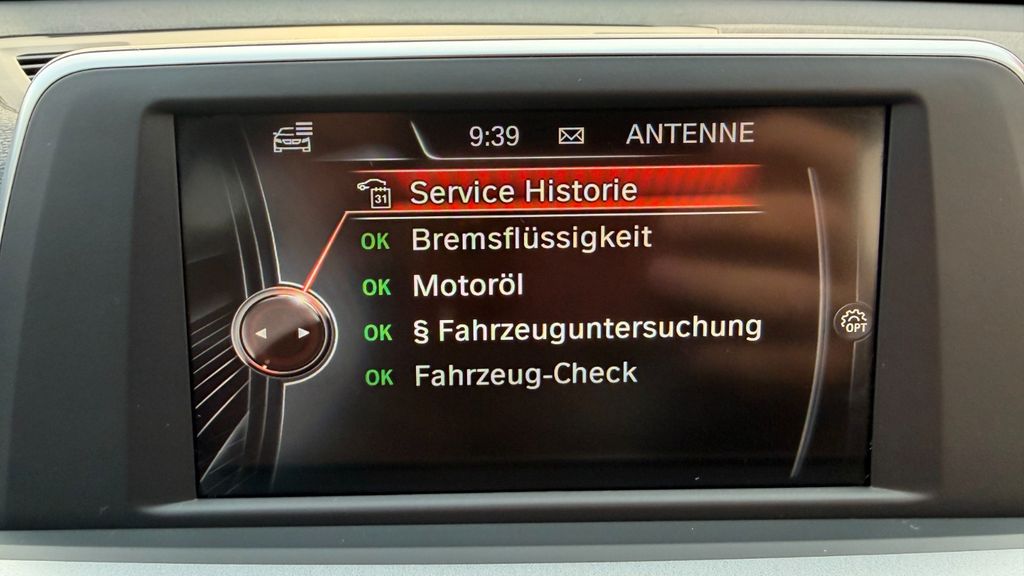 9:39 ANTENNE
31 Service Historie
OK Bremsflüssigkeit
OK Motoröl
OK § Fahrzeuguntersuchung
OPT
OK Fahrzeug-Check